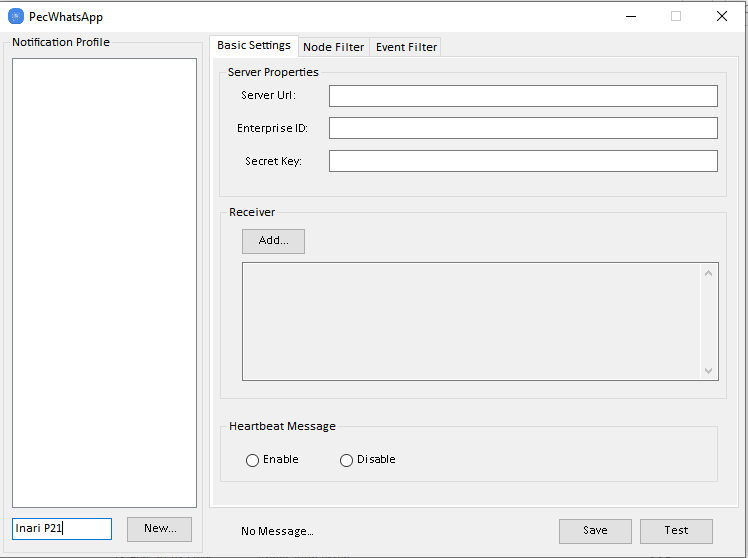 PecWhatsApp
Notification Profile
Basic Settings Node Filter Event Filter
Server Properties
Server Url:
Enterprise ID:
Secret Key:
Receiver
Add...
Heartbeat Message
Enable Disable
Inari P21 New... No Message... Save Test